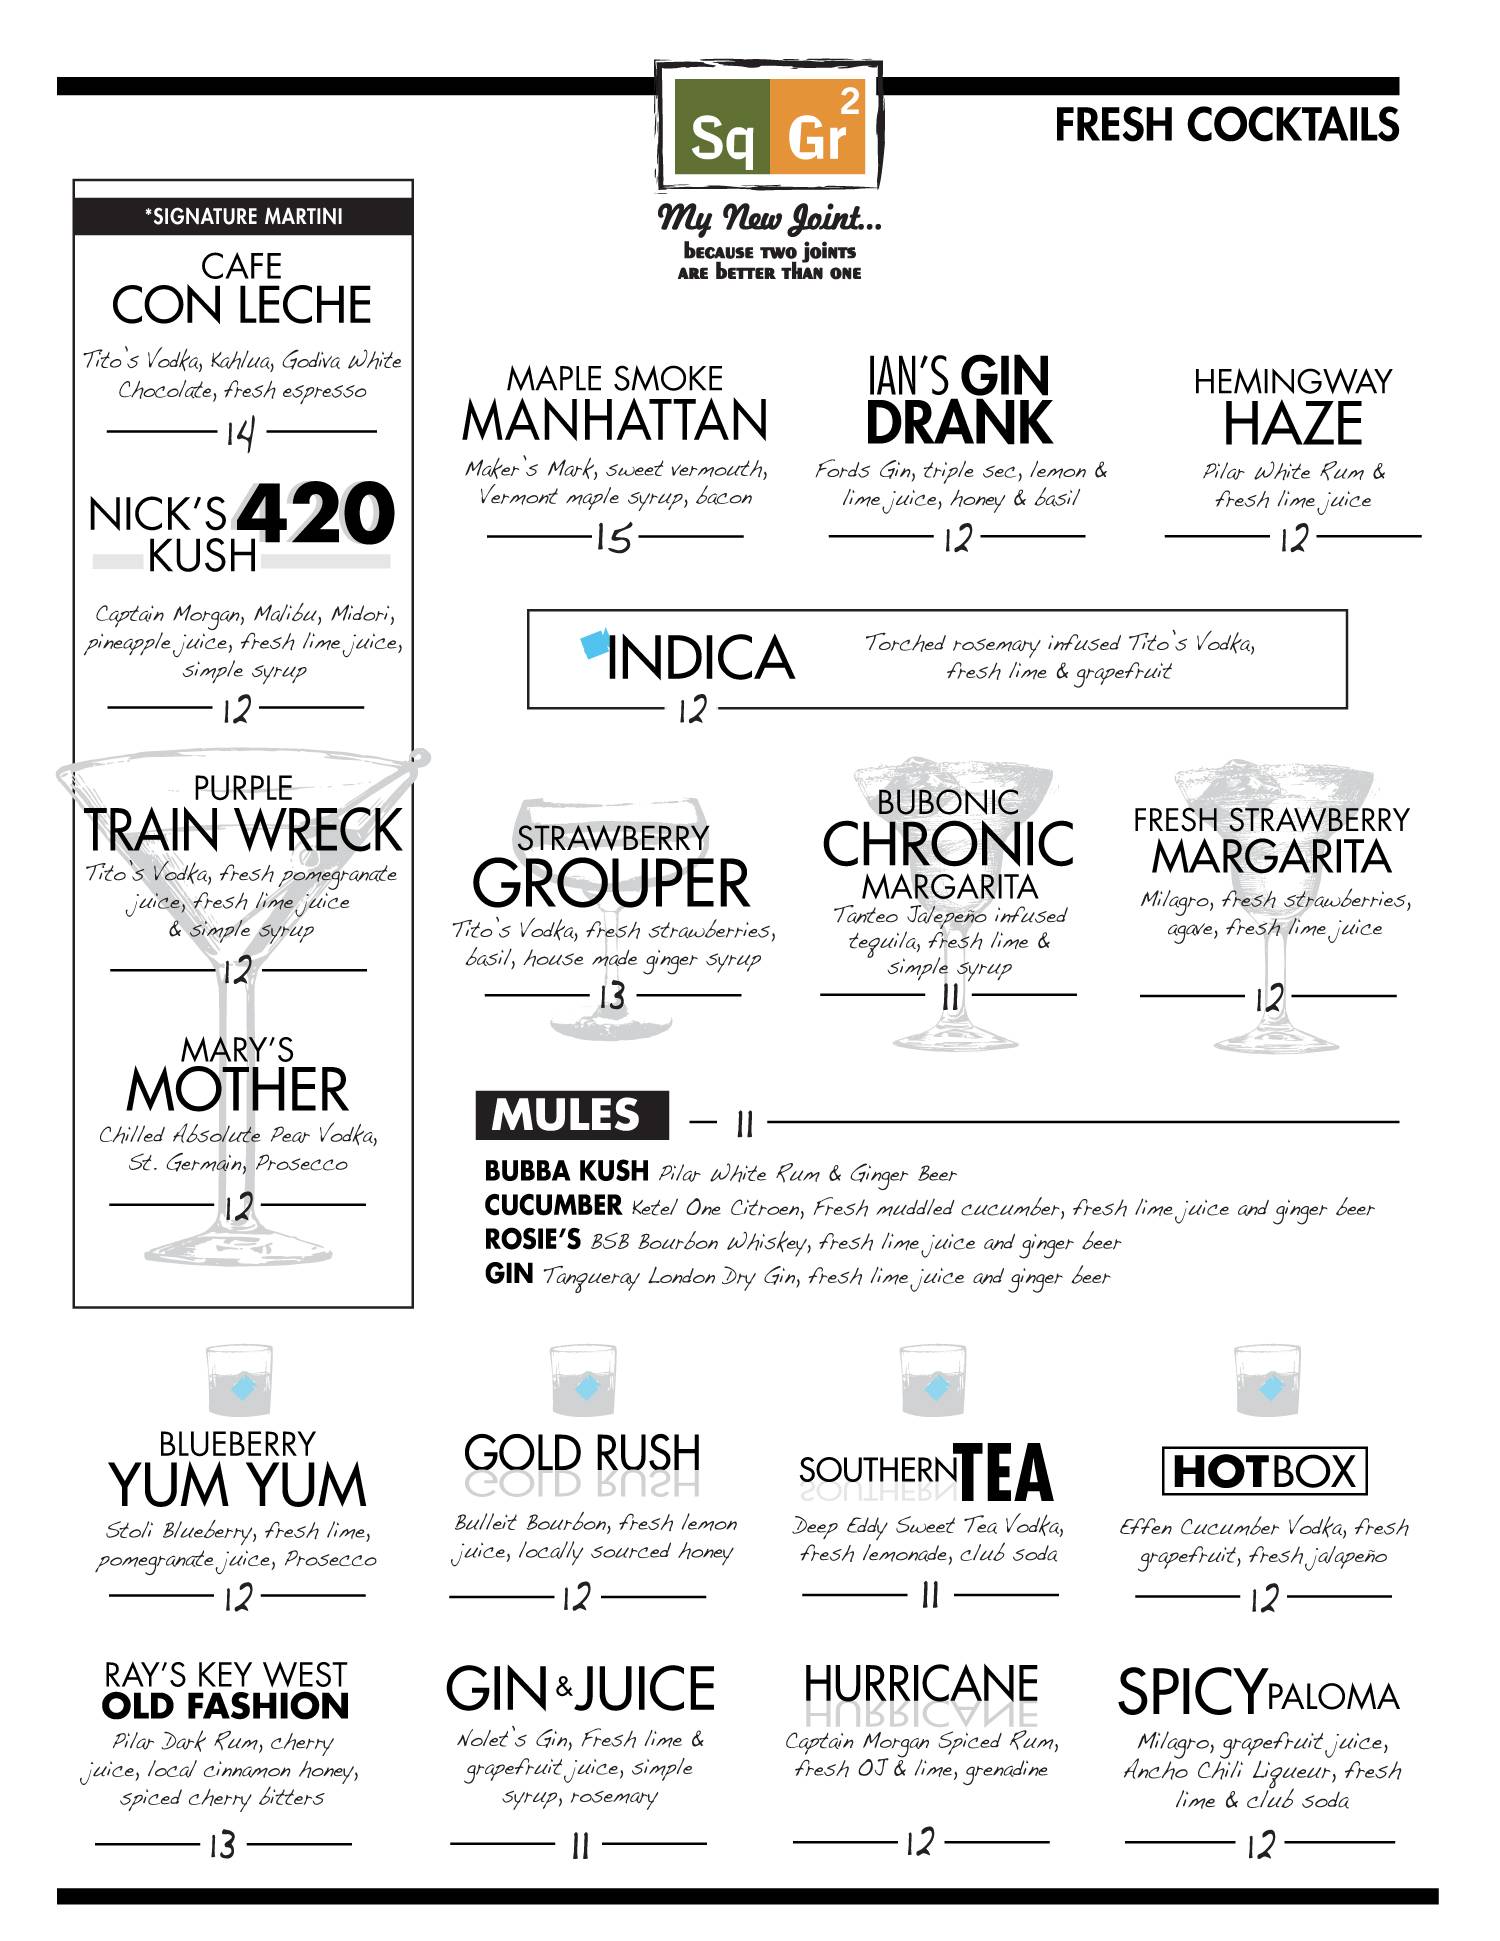 Sq Gr2
FRESH COCKTAILS
My New Joint...
because two joints
are better than one
*SIGNATURE MARTINI
CAFE
CON LECHE
Tito's Vodka, Kahlua, Godiva White
Chocolate, fresh espresso
14
NICK'S 420
KUSH
Captain Morgan, Malibu, Midori,
pineapple juice, fresh lime juice,
simple syrup
12
PURPLE
TRAIN WRECK
Tito's Vodka, fresh pomegranate
juice, fresh lime juice
& simple syrup
12
MARY'S
MOTHER
Chilled Absolute Pear Vodka,
St. Germain, Prosecco
12
MAPLE SMOKE
MANHATTAN
Maker's Mark, sweet vermouth,
Vermont maple syrup, bacon
15
IAN'S GIN
DRANK
Fords Gin, triple sec, lemon &
lime juice, honey & basil
12
HEMINGWAY
HAZE
Pilar White Rum &
fresh lime juice
12
INDICA
Torched rosemary infused Tito's Vodka,
fresh lime & grapefruit
12
STRAWBERRY
GROUPER
Tito's Vodka, fresh strawberries,
basil, house made ginger syrup
13
BUBONIC
CHRONIC
MARGARITA
Tanteo Jalepeño infused
tequila, fresh lime &
simple syrup
11
FRESH STRAWBERRY
MARGARITA
Milagro, fresh strawberries,
agave, fresh lime juice
12
MULES 11
BUBBA KUSH Pilar White Rum & Ginger Beer
CUCUMBER Ketel One Citroen, Fresh muddled cucumber, fresh lime juice and ginger beer
ROSIE'S BSB Bourbon Whiskey, fresh lime juice and ginger beer
GIN Tanqueray London Dry Gin, fresh lime juice and ginger beer
BLUEBERRY
YUM YUM
Stoli Blueberry, fresh lime,
pomegranate juice, Prosecco
12
GOLD RUSH
Bulleit Bourbon, fresh lemon
juice, locally sourced honey
12
SOUTHERN TEA
Deep Eddy Sweet Tea Vodka,
fresh lemonade, club soda
11
HOTBOX
Effen Cucumber Vodka, fresh
grapefruit, fresh jalapeño
12
RAY'S KEY WEST
OLD FASHION
Pilar Dark Rum, cherry
juice, local cinnamon honey,
spiced cherry bitters
13
GIN & JUICE
Nolet's Gin, Fresh lime &
grapefruit juice, simple
syrup, rosemary
11
HURRICANE
Captain Morgan Spiced Rum,
fresh OJ & lime, grenadine
12
SPICY PALOMA
Milagro, grapefruit juice,
Ancho Chili Liqueur, fresh
lime & club soda
12